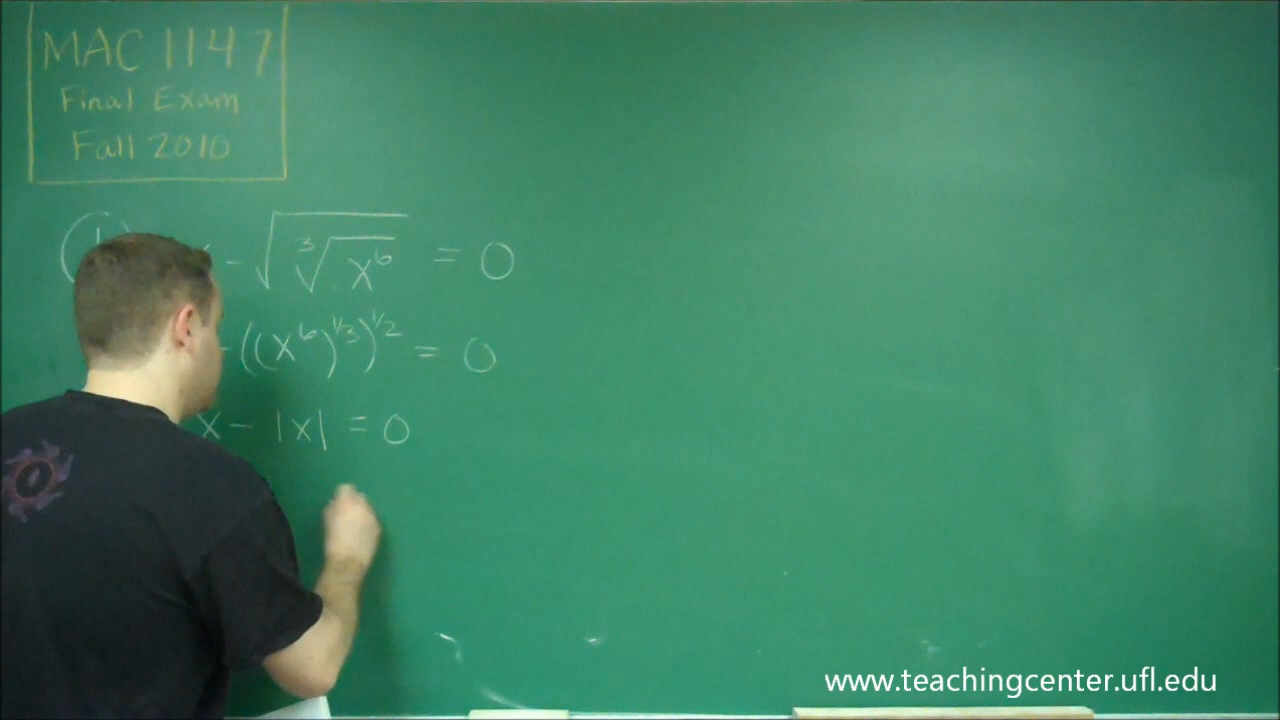 MAC 1147
Final Exam
Fall 2010
- √(∛(x⁶)) = 0
- ((x⁶)^1/3)^1/2 = 0
x - |x| = 0
www.teachingcenter.ufl.edu